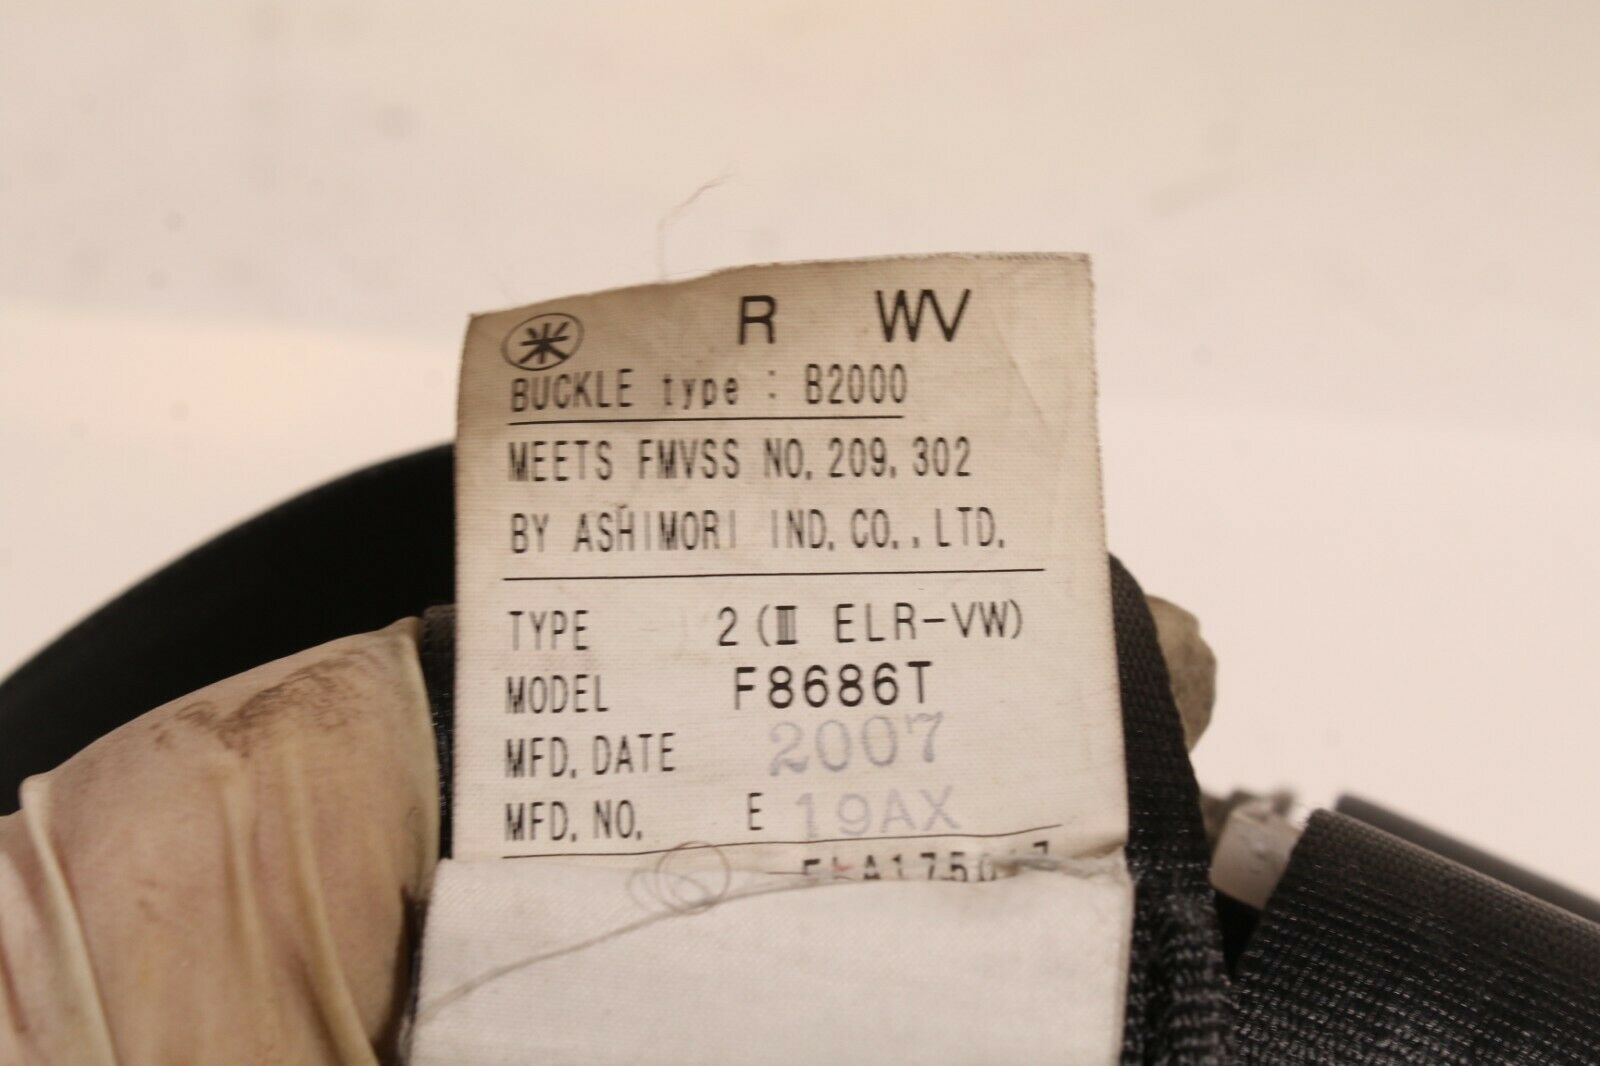 R WV
BUCKLE type : B2000
MEETS FMVSS NO. 209, 302
BY ASHIMORI IND. CO., LTD.
TYPE 2 (Ⅲ ELR-VW)
MODEL F8686T
MFD. DATE 2007
MFD. NO. E 19AX